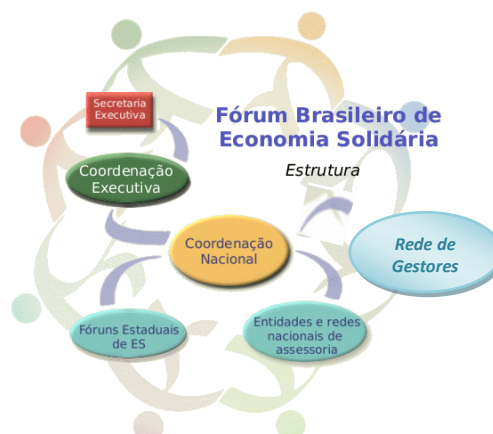 Secretaria
Executiva
Fórum Brasileiro de
Economia Solidária
Estrutura
Coordenação
Executiva
Coordenação
Nacional
Rede de
Gestores
Fóruns Estaduais
de ES
Entidades e redes
nacionais de
assessoria